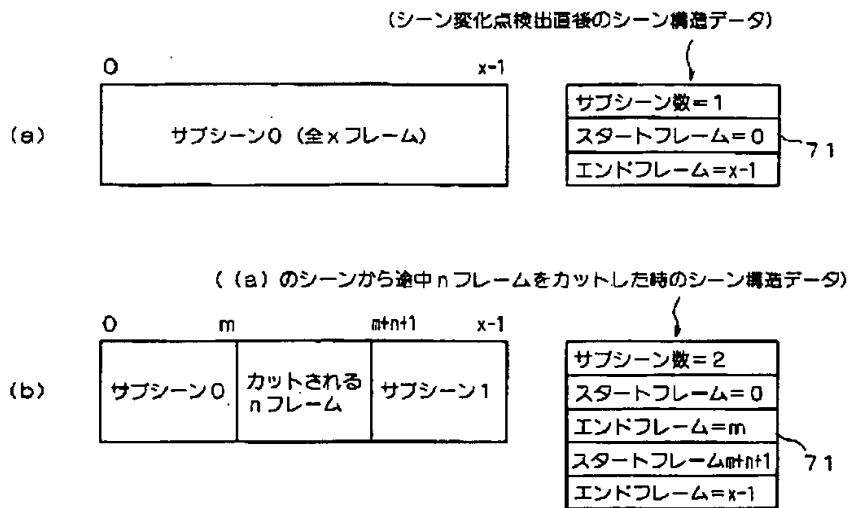 (シーン変化点検出直後のシーン構造データ)
0 x-1
(a)
サブシーン0 (全xフレーム)
サブシーン数=1
スタートフレーム=0
エンドフレーム=x-1
71
((a)のシーンから途中nフレームをカットした時のシーン構造データ)
0 m m+n+1 x-1
(b)
サブシーン0
カットされる
nフレーム
サブシーン1
サブシーン数=2
スタートフレーム=0
エンドフレーム=m
スタートフレームm+n+1
エンドフレーム=x-1
71